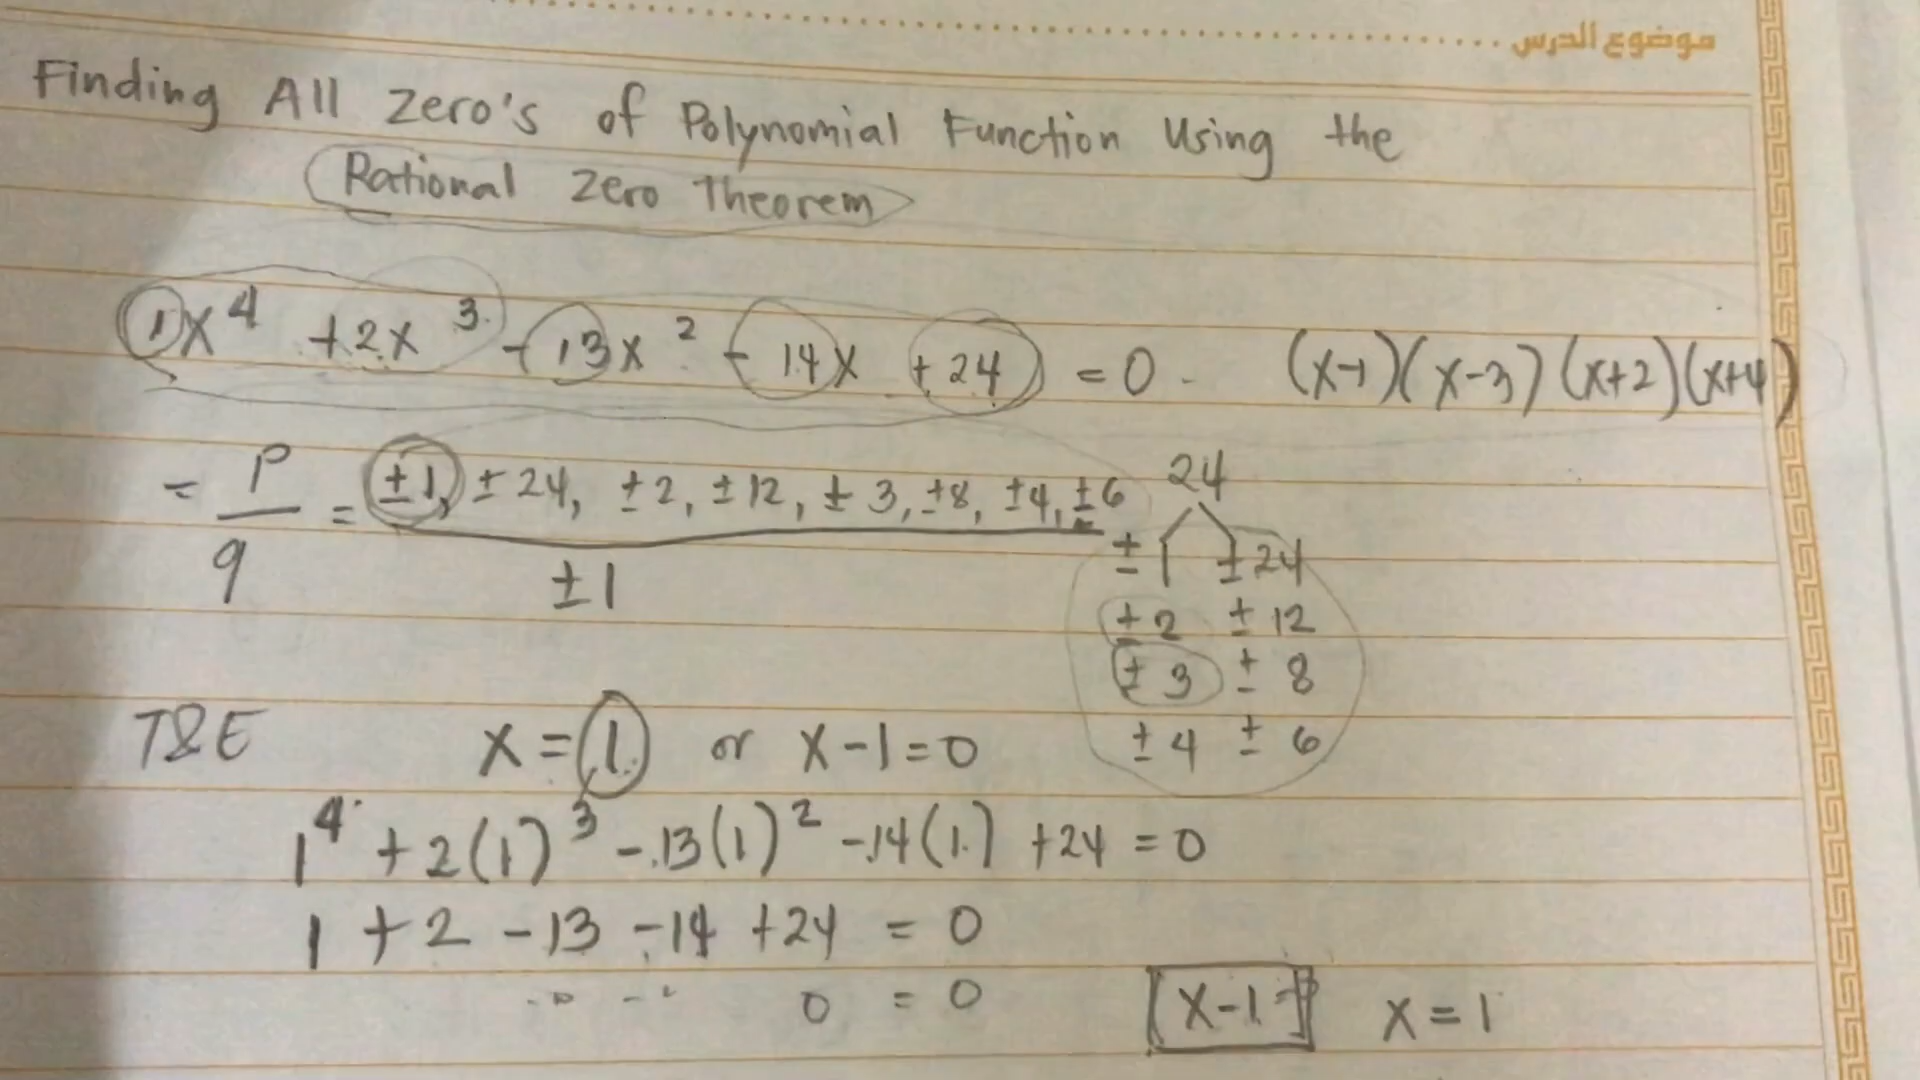 موضوع الدرس
Finding All Zero's of Polynomial Function Using the
Rational Zero Theorem
1x⁴ + 2x³ - 13x² - 14x + 24 = 0 (x-1)(x-3)(x+2)(x+4)
= P/q = ±1, ±24, ±2, ±12, ±3, ±8, ±4, ±6 / ±1
24
±1 ±24
±2 ±12
±3 ±8
±4 ±6
T&E x = 1 or x-1=0
1⁴ + 2(1)³ - 13(1)² - 14(1) + 24 = 0
1 + 2 - 13 - 14 + 24 = 0
0 = 0 x-1 x = 1